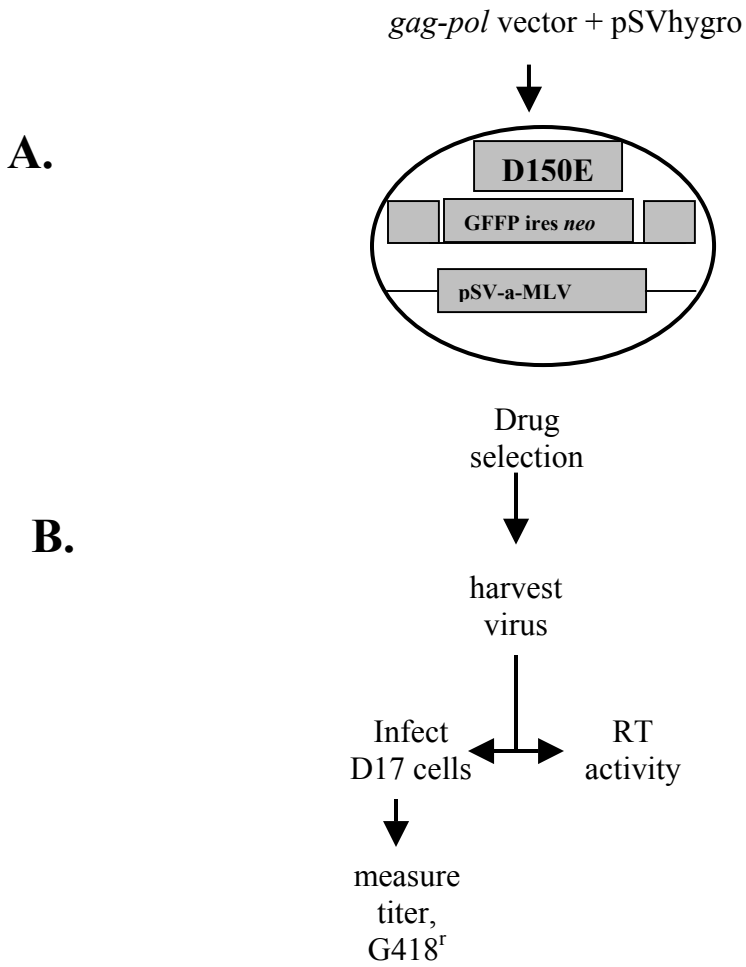 gag-pol vector + pSVhygro
A.
D150E
GFFP ires neo
pSV-a-MLV
Drug
selection
B.
harvest
virus
Infect
D17 cells
RT
activity
measure
titer,
G418r